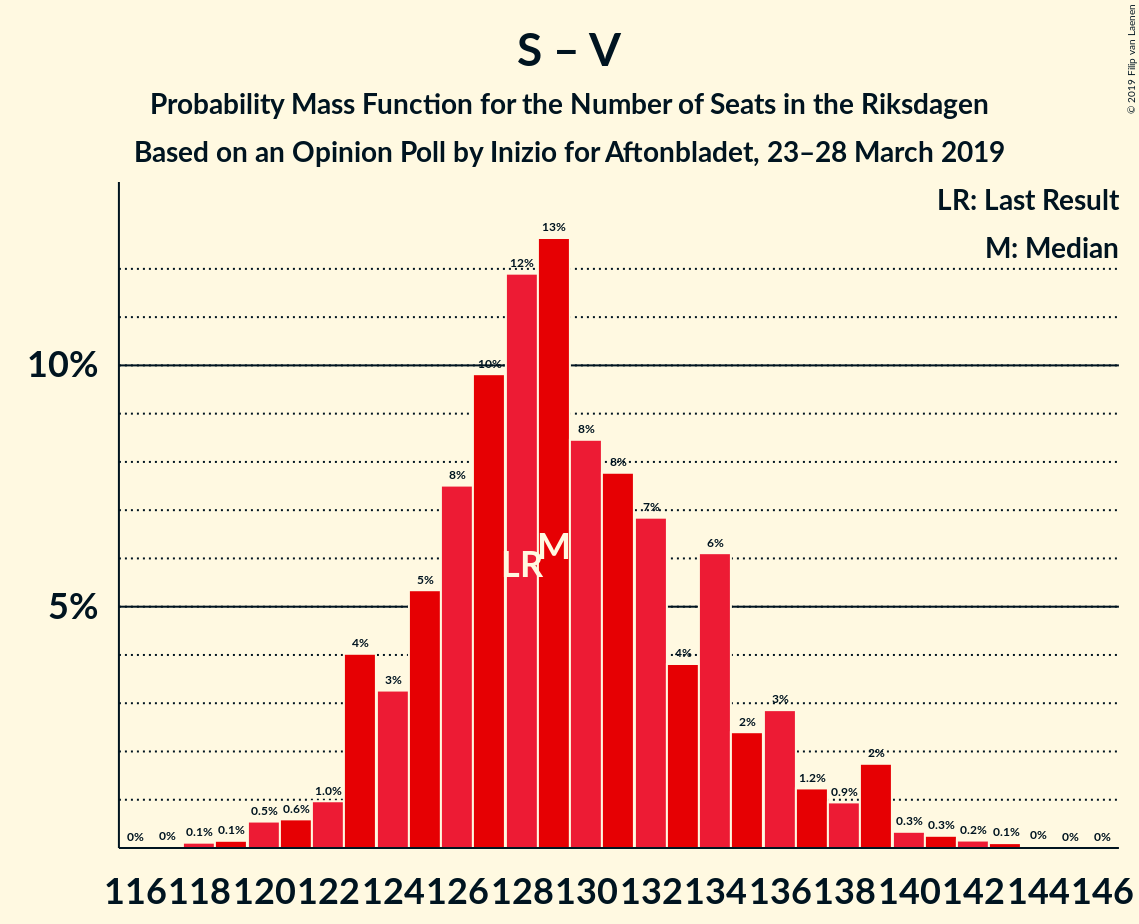 S – V
Probability Mass Function for the Number of Seats in the Riksdagen
Based on an Opinion Poll by Inizio for Aftonbladet, 23–28 March 2019
© 2019 Filip van Laenen
LR: Last Result
M: Median
10%
5%
0% 0% 0.1% 0.1% 0.5% 0.6% 1.0% 4% 3% 5% 8% 10% 12% 13% 8% 8% 7% 4% 6% 2% 3% 1.2% 0.9% 2% 0.3% 0.3% 0.2% 0.1% 0% 0% 0%
LR M
116 118 120 122 124 126 128 130 132 134 136 138 140 142 144 146